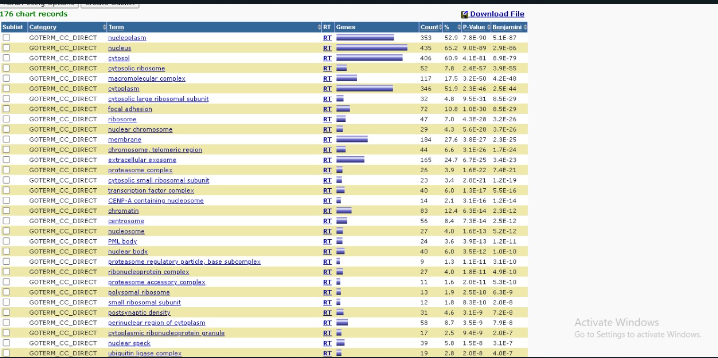 176 chart records
Download File
Sublist Category Term RT Genes Count % P-Value Benjamini
GOTERM_CC_DIRECT nucleoplasm RT 353 52.9 7.8E-90 5.1E-87
GOTERM_CC_DIRECT nucleus RT 435 65.2 9.0E-89 2.9E-86
GOTERM_CC_DIRECT cytosol RT 406 60.9 4.1E-81 8.9E-79
GOTERM_CC_DIRECT cytosolic ribosome RT 52 7.8 2.4E-57 3.9E-55
GOTERM_CC_DIRECT macromolecular complex RT 117 17.5 3.2E-50 4.2E-48
GOTERM_CC_DIRECT cytoplasm RT 346 51.9 2.3E-46 2.5E-44
GOTERM_CC_DIRECT cytosolic large ribosomal subunit RT 32 4.8 9.5E-31 8.5E-29
GOTERM_CC_DIRECT focal adhesion RT 72 10.8 1.0E-30 8.5E-29
GOTERM_CC_DIRECT ribosome RT 47 7.0 4.3E-28 3.2E-26
GOTERM_CC_DIRECT nuclear chromosome RT 29 4.3 5.6E-28 3.7E-26
GOTERM_CC_DIRECT membrane RT 184 27.6 3.8E-27 2.3E-25
GOTERM_CC_DIRECT chromosome, telomeric region RT 44 6.6 3.1E-26 1.7E-24
GOTERM_CC_DIRECT extracellular exosome RT 165 24.7 6.7E-25 3.4E-23
GOTERM_CC_DIRECT proteasome complex RT 26 3.9 1.6E-22 7.4E-21
GOTERM_CC_DIRECT cytosolic small ribosomal subunit RT 23 3.4 2.8E-21 1.2E-19
GOTERM_CC_DIRECT transcription factor complex RT 40 6.0 1.3E-17 5.5E-16
GOTERM_CC_DIRECT CENP-A containing nucleosome RT 14 2.1 3.1E-16 1.2E-14
GOTERM_CC_DIRECT chromatin RT 83 12.4 6.3E-14 2.3E-12
GOTERM_CC_DIRECT centrosome RT 56 8.4 7.3E-14 2.5E-12
GOTERM_CC_DIRECT nucleosome RT 27 4.0 1.6E-13 5.2E-12
GOTERM_CC_DIRECT PML body RT 24 3.6 3.9E-13 1.2E-11
GOTERM_CC_DIRECT nuclear body RT 40 6.0 3.5E-12 1.0E-10
GOTERM_CC_DIRECT proteasome regulatory particle, base subcomplex RT 9 1.3 1.1E-11 3.1E-10
GOTERM_CC_DIRECT ribonucleoprotein complex RT 27 4.0 1.8E-11 4.9E-10
GOTERM_CC_DIRECT proteasome accessory complex RT 11 1.6 2.0E-11 5.3E-10
GOTERM_CC_DIRECT polysomal ribosome RT 13 1.9 2.5E-10 6.3E-9
GOTERM_CC_DIRECT small ribosomal subunit RT 12 1.8 8.3E-10 2.0E-8
GOTERM_CC_DIRECT postsynaptic density RT 31 4.6 3.1E-9 7.2E-8
GOTERM_CC_DIRECT perinuclear region of cytoplasm RT 58 8.7 3.5E-9 7.9E-8
GOTERM_CC_DIRECT cytoplasmic ribonucleoprotein granule RT 17 2.5 9.4E-9 2.0E-7
GOTERM_CC_DIRECT nuclear speck RT 39 5.8 1.5E-8 3.1E-7
GOTERM_CC_DIRECT ubiquitin ligase complex RT 19 2.8 2.0E-8 4.0E-7
Activate Windows
Go to Settings to activate Windows.